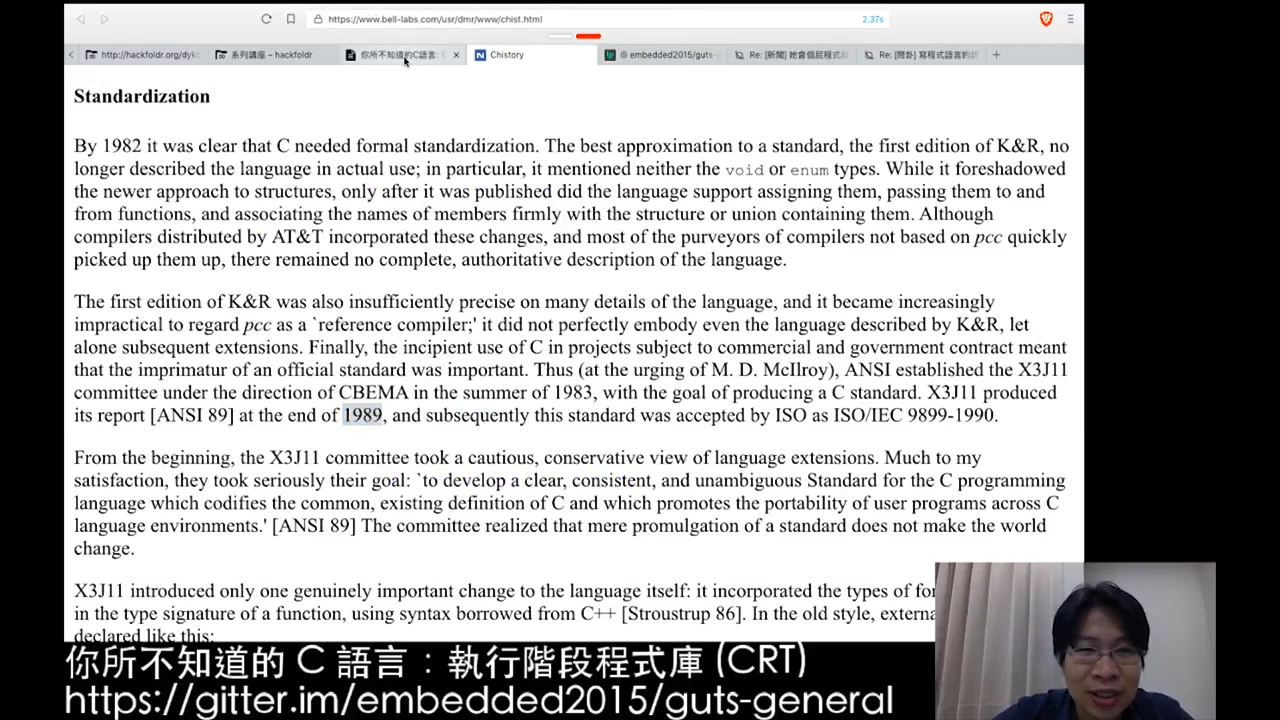 https://www.bell-labs.com/usr/dmr/www/chist.html
2.37s
http://hackfoldr.org/dykc
系列講座 – hackfoldr
你所不知道的C語言:
Chistory
embedded2015/guts-
Re: [新聞] 她會個屁程式
Re: [問卦] 寫程式語言的
Standardization
By 1982 it was clear that C needed formal standardization. The best approximation to a standard, the first edition of K&R, no
longer described the language in actual use; in particular, it mentioned neither the void or enum types. While it foreshadowed
the newer approach to structures, only after it was published did the language support assigning them, passing them to and
from functions, and associating the names of members firmly with the structure or union containing them. Although
compilers distributed by AT&T incorporated these changes, and most of the purveyors of compilers not based on pcc quickly
picked up them up, there remained no complete, authoritative description of the language.
The first edition of K&R was also insufficiently precise on many details of the language, and it became increasingly
impractical to regard pcc as a `reference compiler;' it did not perfectly embody even the language described by K&R, let
alone subsequent extensions. Finally, the incipient use of C in projects subject to commercial and government contract meant
that the imprimatur of an official standard was important. Thus (at the urging of M. D. McIlroy), ANSI established the X3J11
committee under the direction of CBEMA in the summer of 1983, with the goal of producing a C standard. X3J11 produced
its report [ANSI 89] at the end of 1989, and subsequently this standard was accepted by ISO as ISO/IEC 9899-1990.
From the beginning, the X3J11 committee took a cautious, conservative view of language extensions. Much to my
satisfaction, they took seriously their goal: `to develop a clear, consistent, and unambiguous Standard for the C programming
language which codifies the common, existing definition of C and which promotes the portability of user programs across C
language environments.' [ANSI 89] The committee realized that mere promulgation of a standard does not make the world
change.
X3J11 introduced only one genuinely important change to the language itself: it incorporated the types of for
in the type signature of a function, using syntax borrowed from C++ [Stroustrup 86]. In the old style, externa
declared like this:
你所不知道的 C 語言：執行階段程式庫 (CRT)
https://gitter.im/embedded2015/guts-general